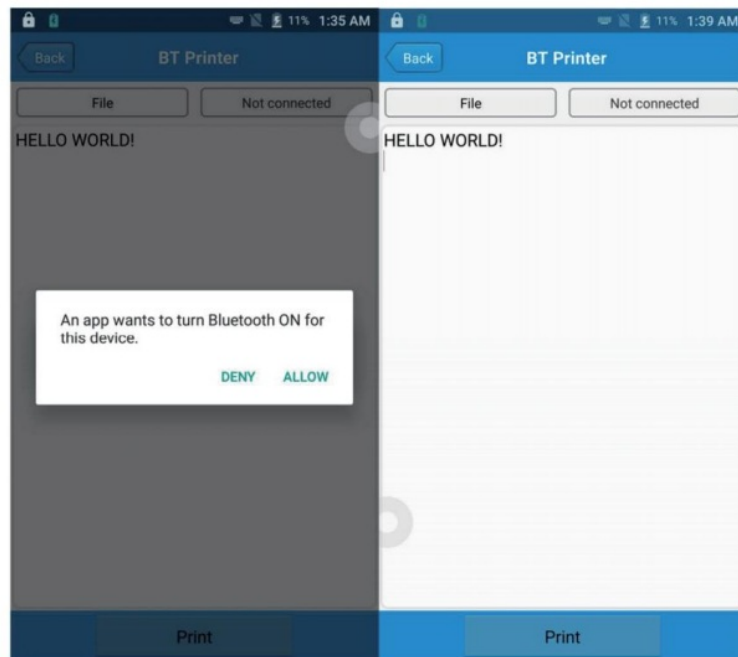 11% 1:35 AM
Back
BT Printer
File
Not connected
HELLO WORLD!
An app wants to turn Bluetooth ON for
this device.
DENY
ALLOW
Print
11% 1:39 AM
Back
BT Printer
File
Not connected
HELLO WORLD!
Print